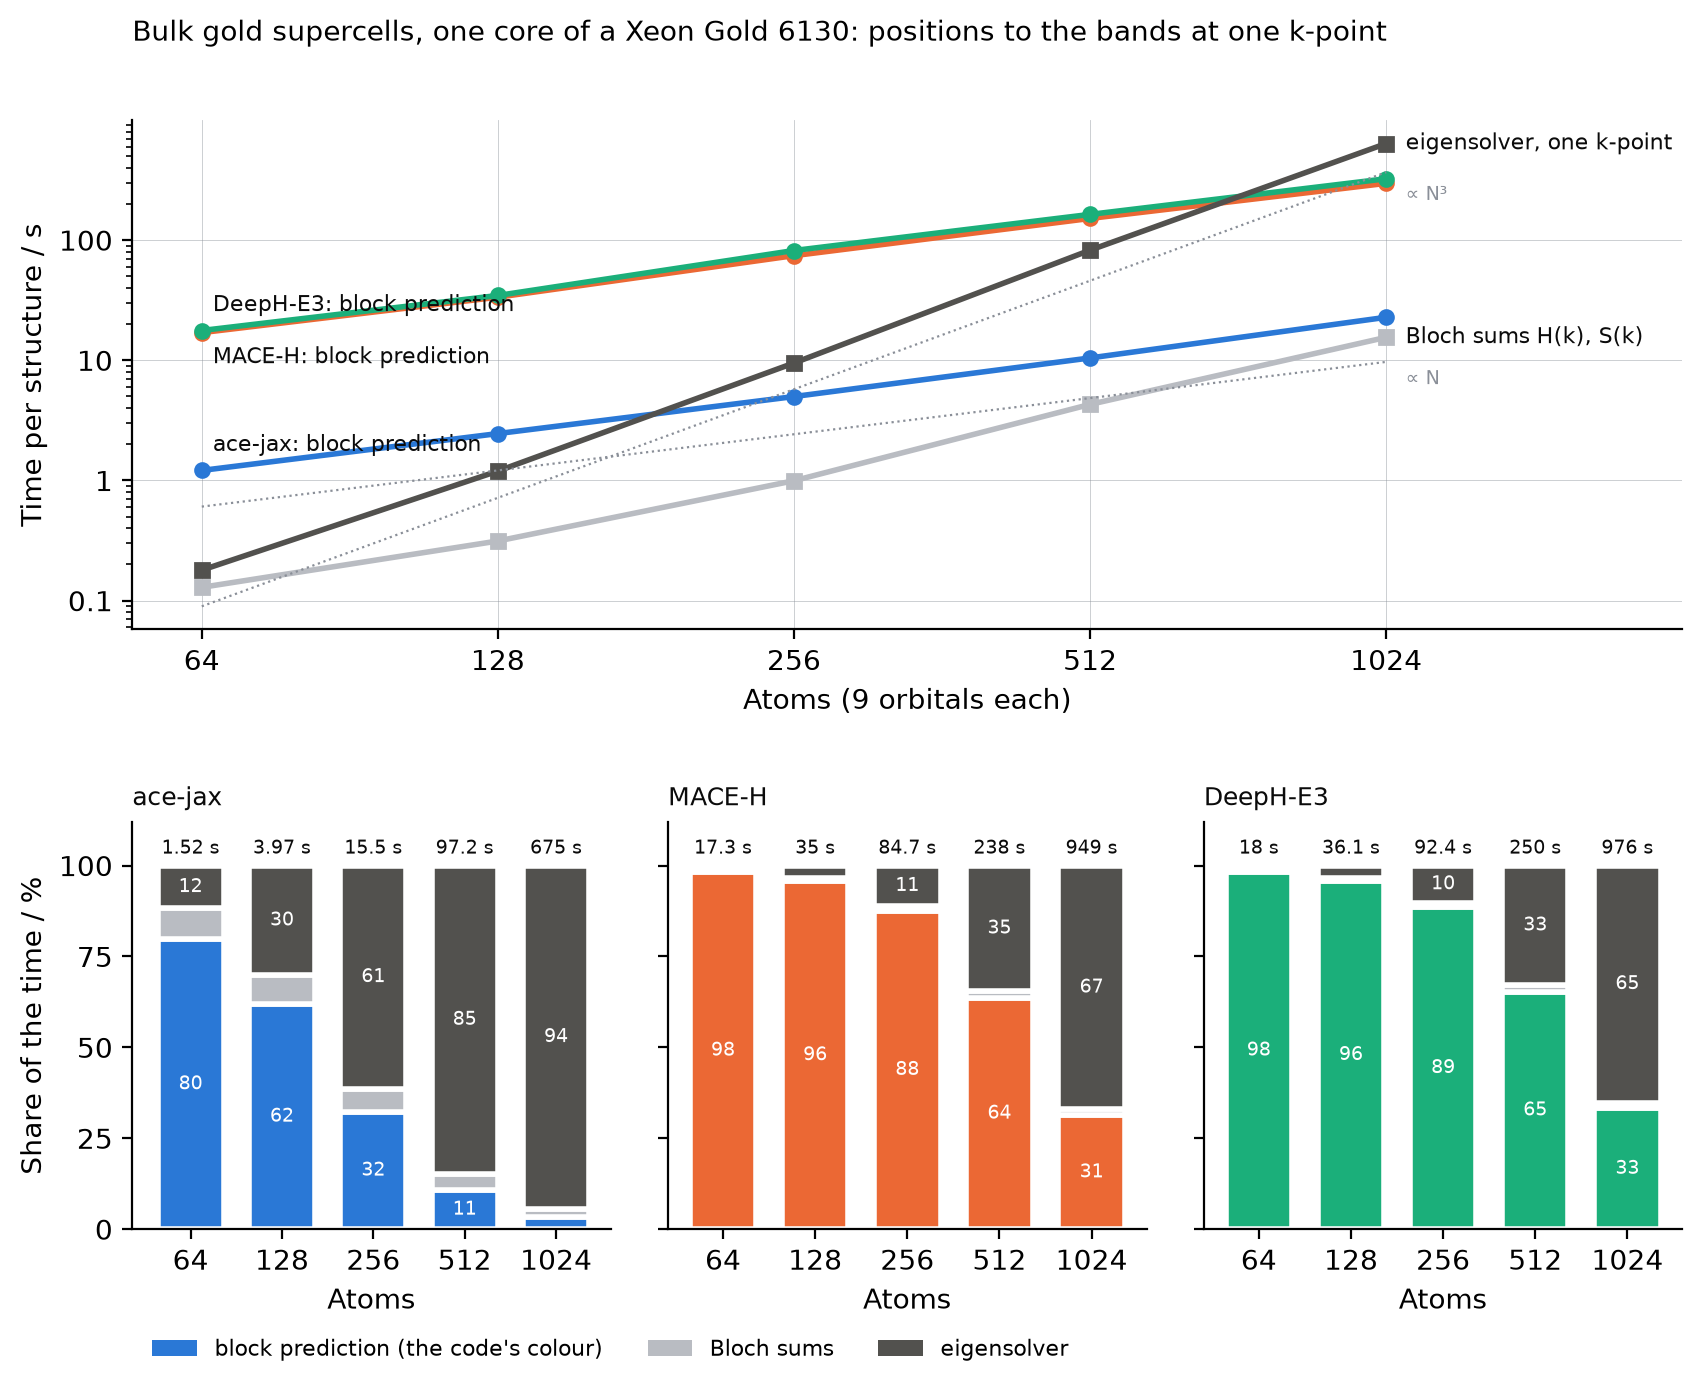 Bulk gold supercells, one core of a Xeon Gold 6130: positions to the bands at one k-point
Time per structure / s
100
10
1
0.1
eigensolver, one k-point
∝ N³
DeepH-E3: block prediction
MACE-H: block prediction
Bloch sums H(k), S(k)
∝ N
ace-jax: block prediction
64 128 256 512 1024
Atoms (9 orbitals each)
Share of the time / %
100
75
50
25
0
ace-jax
1.52 s 3.97 s 15.5 s 97.2 s 675 s
12 30 61 85 94
80 62 32 11
64 128 256 512 1024
Atoms
MACE-H
17.3 s 35 s 84.7 s 238 s 949 s
11 35 67
98 96 88 64 31
64 128 256 512 1024
Atoms
DeepH-E3
18 s 36.1 s 92.4 s 250 s 976 s
10 33 65
98 96 89 65 33
64 128 256 512 1024
Atoms
block prediction (the code's colour) Bloch sums eigensolver